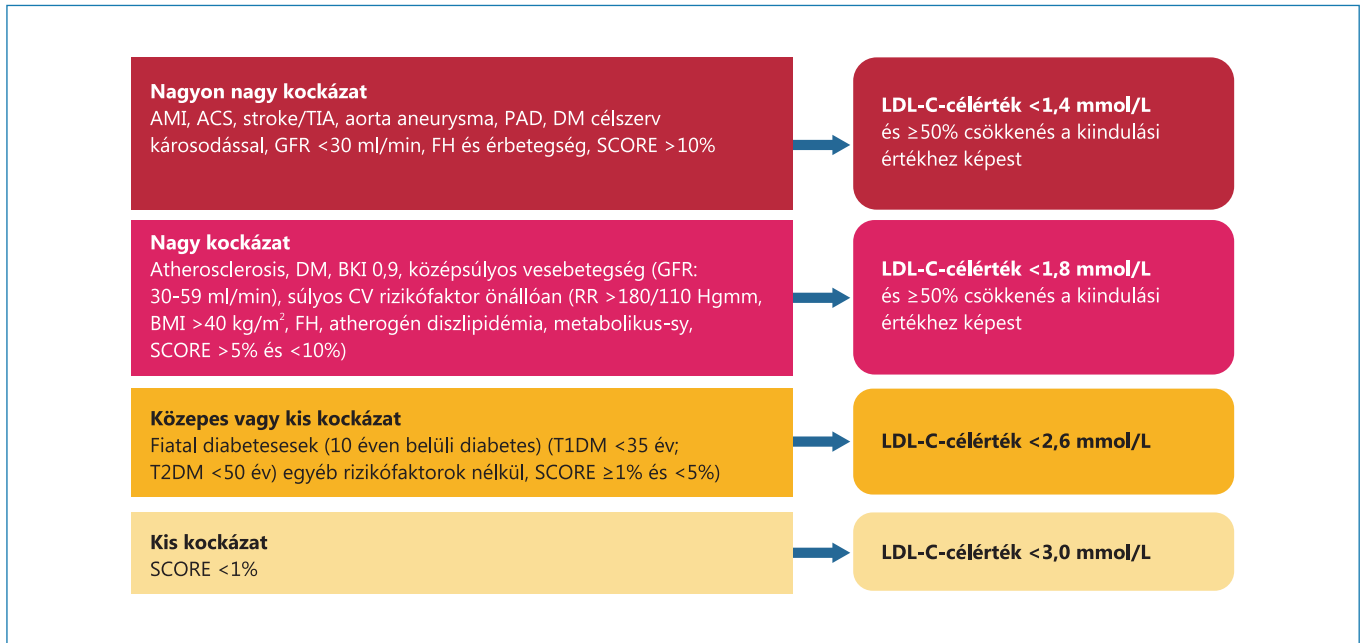 Nagyon nagy kockázat
AMI, ACS, stroke/TIA, aorta aneurysma, PAD, DM célszerv
károsodással, GFR <30 ml/min, FH és érbetegség, SCORE >10%
LDL-C-célérték <1,4 mmol/L
és ≥50% csökkenés a kiindulási
értékhez képest
Nagy kockázat
Atherosclerosis, DM, BKI 0,9, középsúlyos vesebetegség (GFR:
30-59 ml/min), súlyos CV rizikófaktor önállóan (RR >180/110 Hgmm,
BMI >40 kg/m², FH, atherogén diszlipidémia, metabolikus-sy,
SCORE >5% és <10%)
LDL-C-célérték <1,8 mmol/L
és ≥50% csökkenés a kiindulási
értékhez képest
Közepes vagy kis kockázat
Fiatal diabetesesek (10 éven belüli diabetes) (T1DM <35 év;
T2DM <50 év) egyéb rizikófaktorok nélkül, SCORE ≥1% és <5%)
LDL-C-célérték <2,6 mmol/L
Kis kockázat
SCORE <1%
LDL-C-célérték <3,0 mmol/L